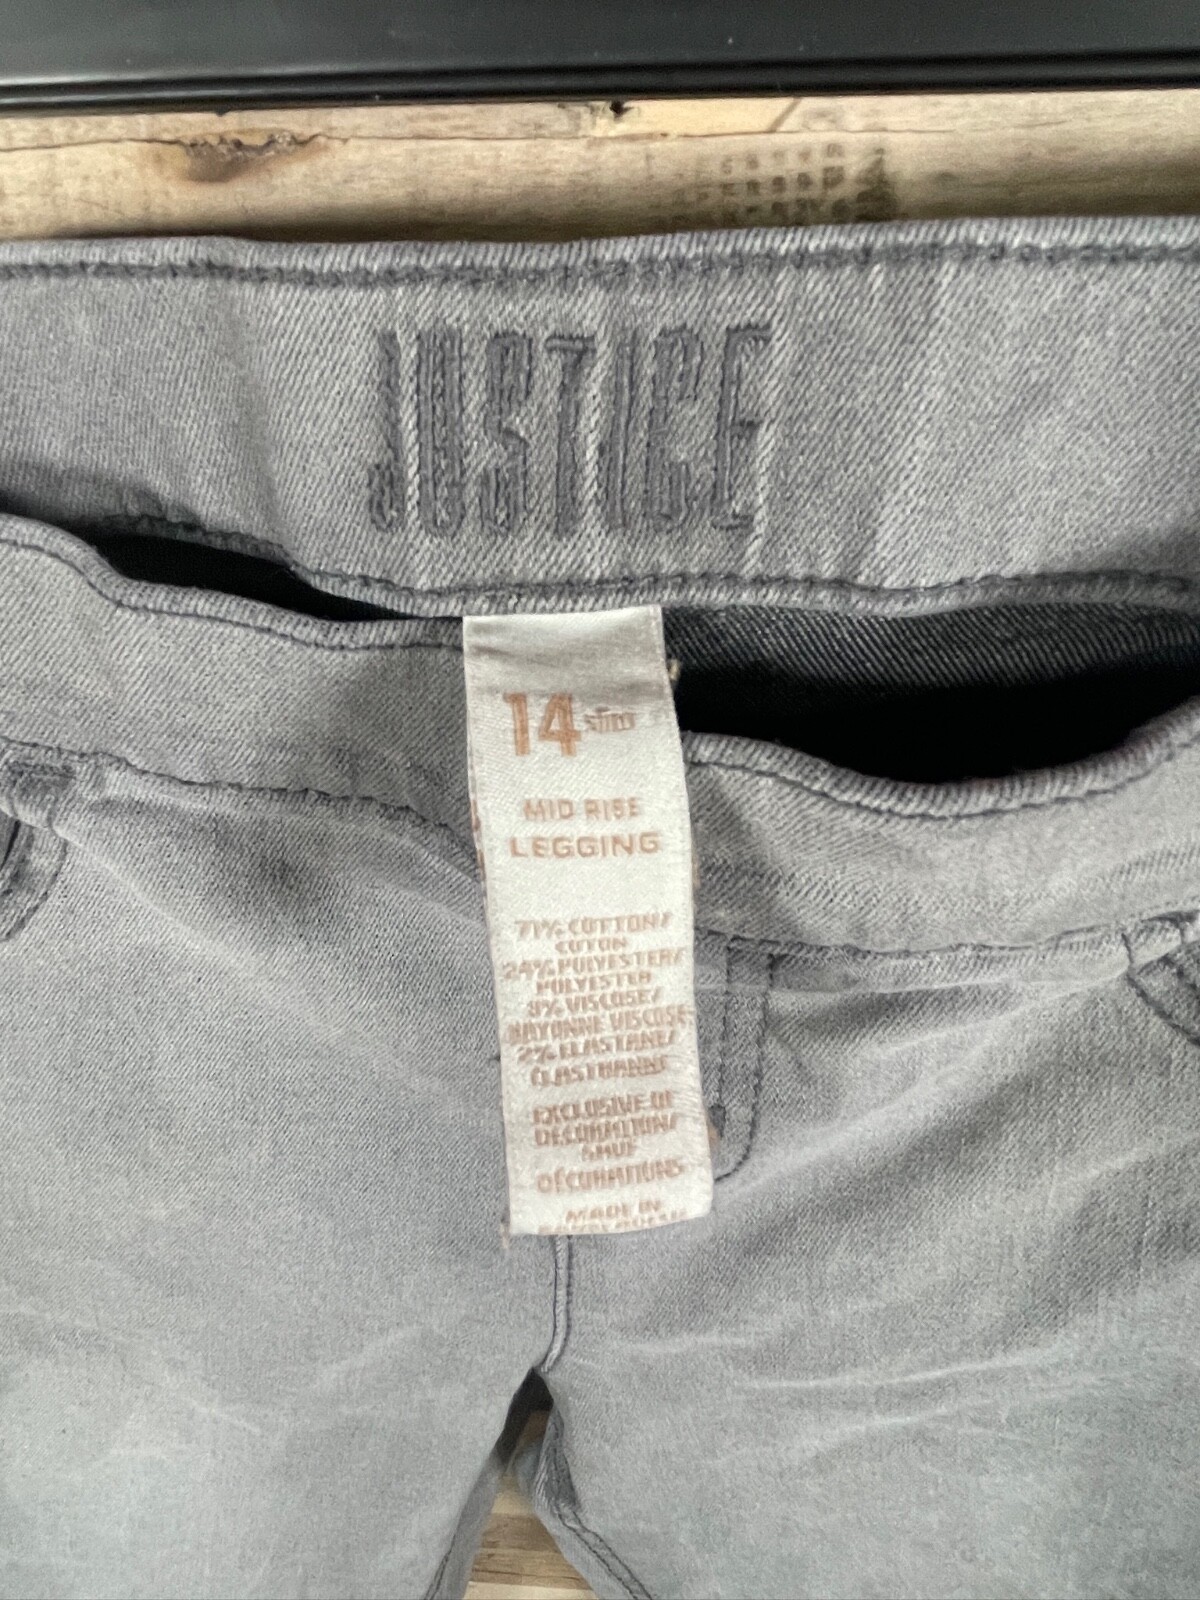 JUSTICE
14 slim
MID RISE
LEGGING
71% COTTON/
COTON
24% POLYESTER/
POLYESTER
3% VISCOSE/
RAYONNE VISCOSE
2% ELASTANE/
ÉLASTHANNE
EXCLUSIVE OF
DECORATION/
SAUF
DÉCORATIONS
MADE IN
BANGLADESH